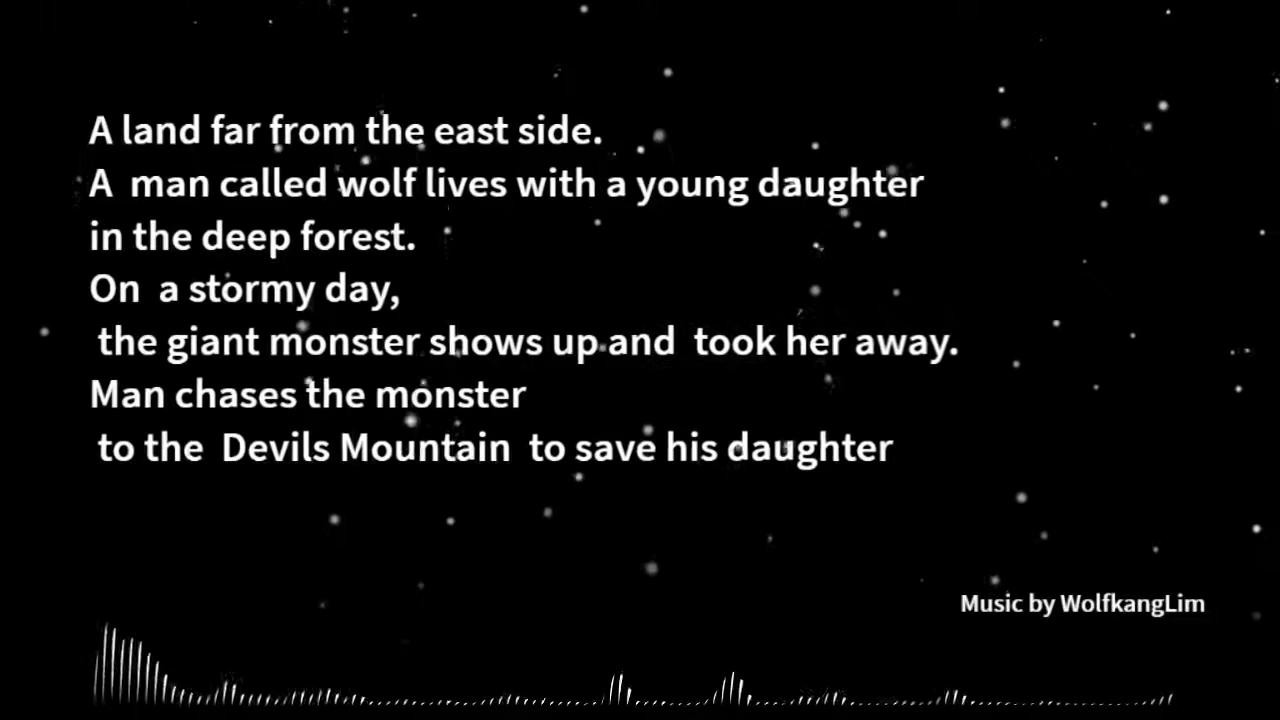 A land far from the east side.
A  man called wolf lives with a young daughter
in the deep forest.
On  a stormy day,
 the giant monster shows up and  took her away.
Man chases the monster
 to the  Devils Mountain  to save his daughter
Music by WolfkangLim